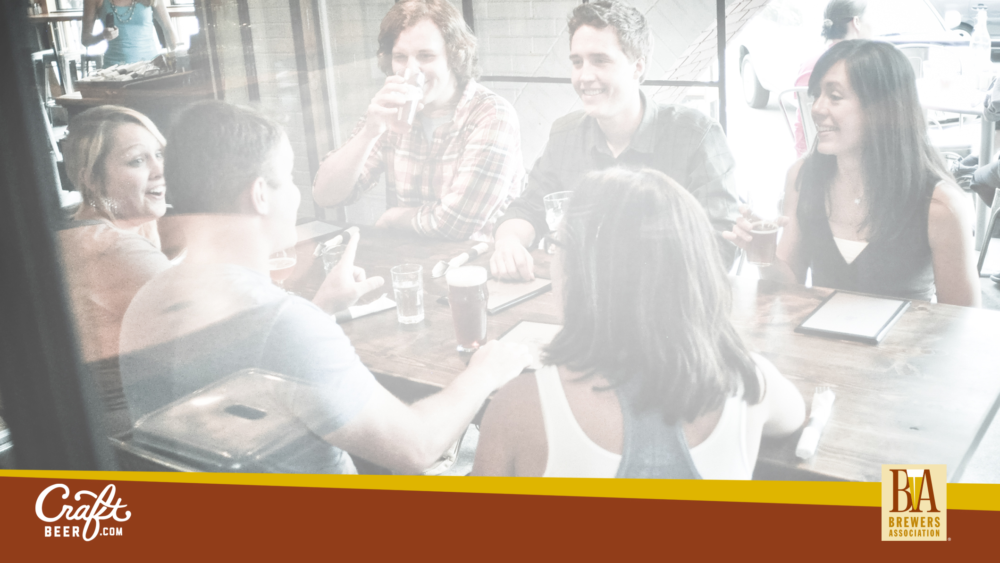 Craft
BEER.COM
BA
BREWERS
ASSOCIATION
®